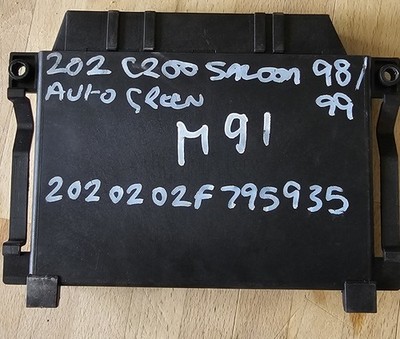 202 C200 SALOON 98/
AUTO GREEN 99
M91
2020202F795935